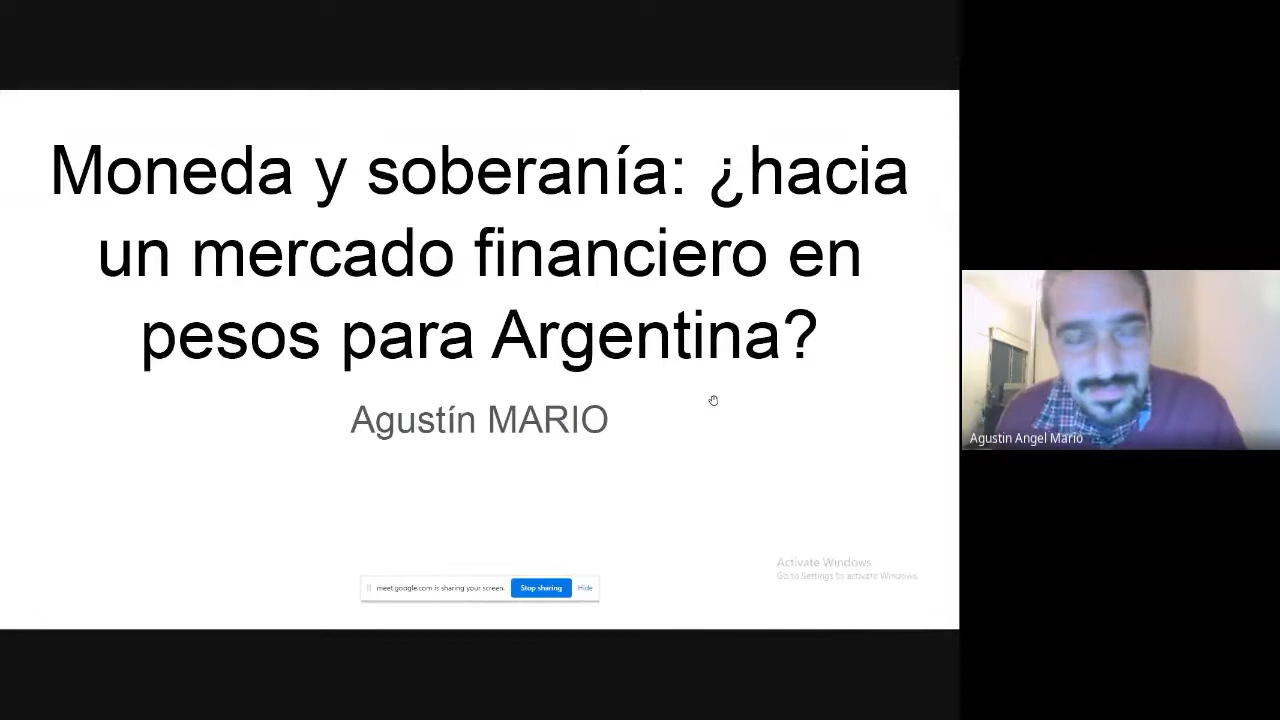 Moneda y soberanía: ¿hacia
un mercado financiero en
pesos para Argentina?
Agustín MARIO
Agustin Angel Mario
Activate Windows
Go to Settings to activate Windows.
meet.google.com is sharing your screen.
Stop sharing
Hide